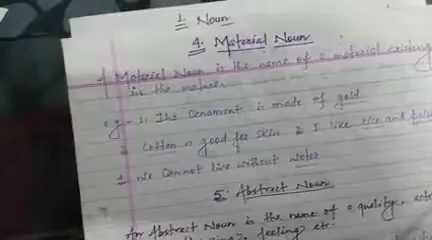 1. Noun
4. Material Noun
A Material Noun is the name of a material existing
in the nature.
e.g - 1. The Oenament is made of gold
2 Cotton is good for skin 3 I like rice and
4 We Cannot live without water
5. Abstract Noun
An Abstract Noun is the name of a quality,
feeling etc.